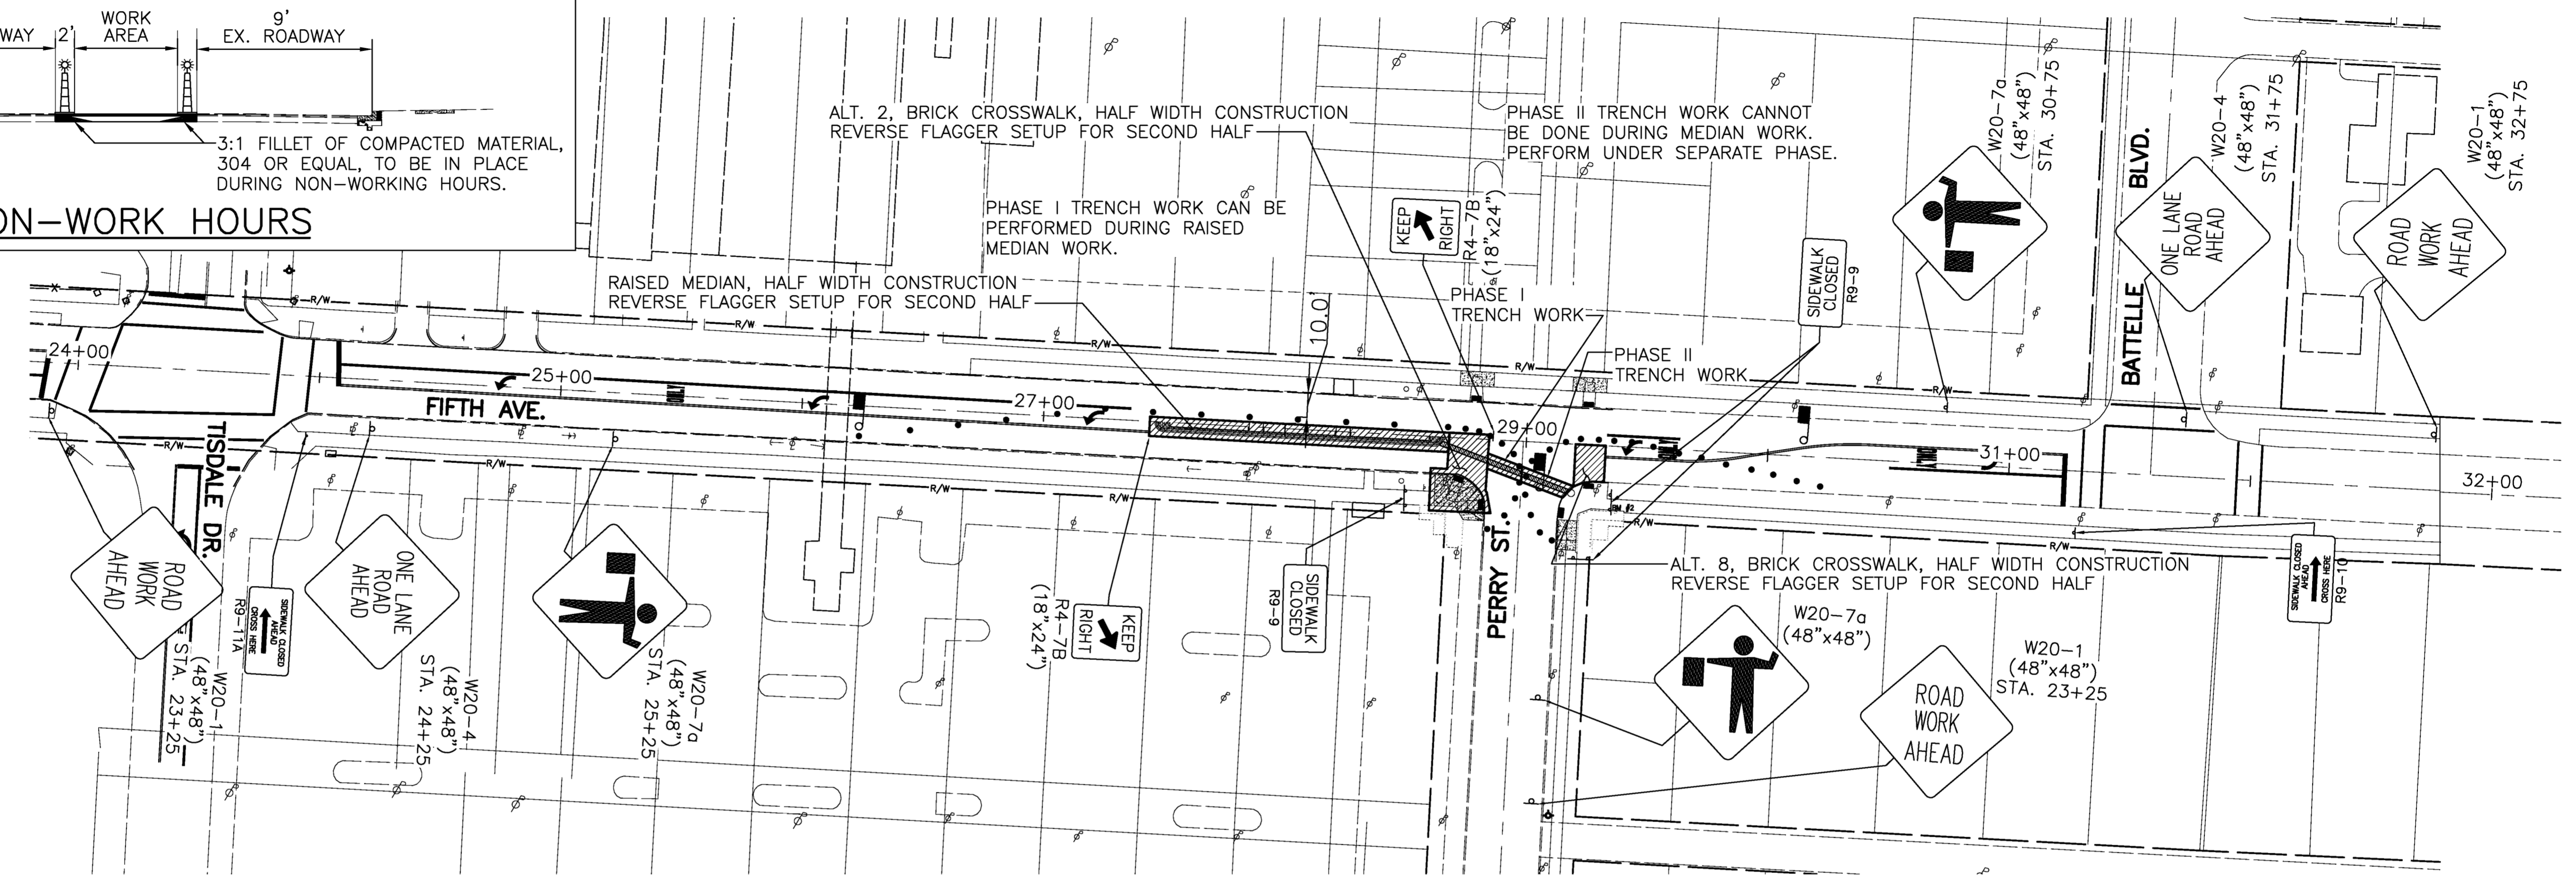 WAY
2'
WORK
AREA
9'
EX. ROADWAY
3:1 FILLET OF COMPACTED MATERIAL,
304 OR EQUAL, TO BE IN PLACE
DURING NON-WORKING HOURS.
ON-WORK HOURS
ALT. 2, BRICK CROSSWALK, HALF WIDTH CONSTRUCTION
REVERSE FLAGGER SETUP FOR SECOND HALF
PHASE I TRENCH WORK CAN BE
PERFORMED DURING RAISED
MEDIAN WORK.
RAISED MEDIAN, HALF WIDTH CONSTRUCTION
REVERSE FLAGGER SETUP FOR SECOND HALF
10.0'
KEEP
RIGHT
R4-7B
(18"x24")
PHASE II TRENCH WORK CANNOT
BE DONE DURING MEDIAN WORK.
PERFORM UNDER SEPARATE PHASE.
PHASE I
TRENCH WORK
PHASE II
TRENCH WORK
SIDEWALK
CLOSED
R9-9
W20-7a
(48"x48")
STA. 30+75
BATTELLE BLVD.
W20-4
(48"x48")
STA. 31+75
ONE LANE
ROAD
AHEAD
W20-1
(48"x48")
STA. 32+75
ROAD
WORK
AHEAD
R/W
R/W
R/W
R/W
R/W
24+00
25+00
ONLY
27+00
29+00
ONLY
ONLY
31+00
32+00
FIFTH AVE.
TISDALE DR.
PERRY ST.
R/W
R/W
R/W
R/W
R/W
R/W
BM #2
ROAD
WORK
AHEAD
W20-1
(48"x48")
STA. 23+25
SIDEWALK CLOSED
AHEAD
CROSS HERE
R9-11A
ONE LANE
ROAD
AHEAD
W20-4
(48"x48")
STA. 24+25
W20-7a
(48"x48")
STA. 25+25
KEEP
RIGHT
R4-7B
(18"x24")
SIDEWALK
CLOSED
R9-9
ALT. 8, BRICK CROSSWALK, HALF WIDTH CONSTRUCTION
REVERSE FLAGGER SETUP FOR SECOND HALF
W20-7a
(48"x48")
W20-1
(48"x48")
STA. 23+25
ROAD
WORK
AHEAD
SIDEWALK CLOSED
AHEAD
CROSS HERE
R9-10